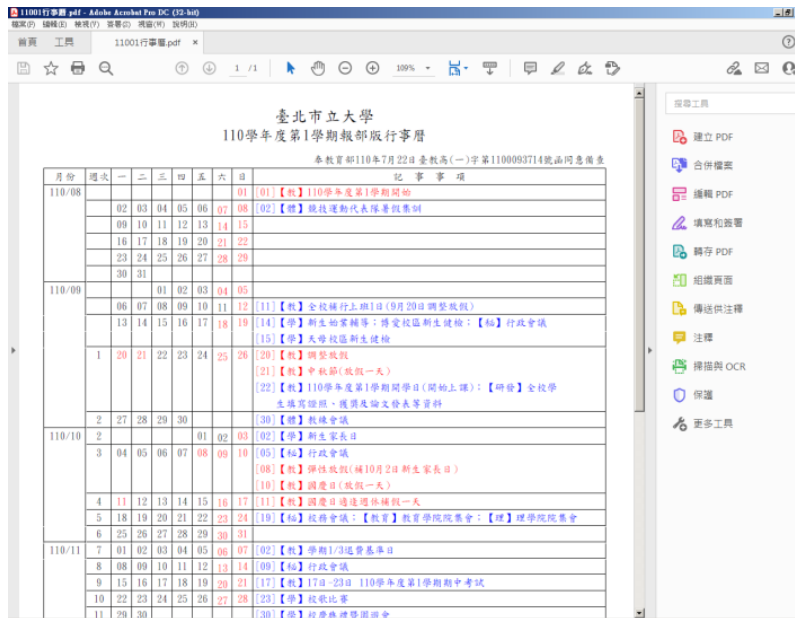 11001行事曆.pdf - Adobe Acrobat Pro DC (32-bit)
檔案(F) 編輯(E) 檢視(V) 簽署(S) 視窗(W) 說明(H)
首頁 工具 11001行事曆.pdf ×
1 /1 109%
臺北市立大學
110學年度第1學期報部版行事曆
奉教育部110年7月22日臺教高(一)字第1100093714號函同意備查
月份 週次 一 二 三 四 五 六 日 記 事 事 項
110/08 01 [01]【教】110學年度第1學期開始
02 03 04 05 06 07 08 [02]【體】競技運動代表隊暑假集訓
09 10 11 12 13 14 15
16 17 18 19 20 21 22
23 24 25 26 27 28 29
30 31
110/09 01 02 03 04 05
06 07 08 09 10 11 12 [11]【教】全校補行上班1日(9月20日調整放假)
13 14 15 16 17 18 19 [14]【學】新生始業輔導；博愛校區新生健檢；【秘】行政會議
[15]【學】天母校區新生健檢
1 20 21 22 23 24 25 26 [20]【教】調整放假
[21]【教】中秋節(放假一天)
[22]【教】110學年度第1學期開學日(開始上課)；【研發】全校學
生填寫證照、獲獎及論文發表等資料
2 27 28 29 30 [30]【體】教練會議
110/10 2 01 02 03 [02]【學】新生家長日
3 04 05 06 07 08 09 10 [05]【秘】行政會議
[08]【教】彈性放假(補10月2日新生家長日)
[10]【教】國慶日(放假一天)
4 11 12 13 14 15 16 17 [11]【教】國慶日適逢週休補假一天
5 18 19 20 21 22 23 24 [19]【秘】校務會議；【教育】教育學院院集會；【理】理學院院集會
6 25 26 27 28 29 30 31
110/11 7 01 02 03 04 05 06 07 [02]【教】學期1/3退費基準日
8 08 09 10 11 12 13 14 [09]【秘】行政會議
9 15 16 17 18 19 20 21 [17]【教】17日-23日 110學年度第1學期期中考試
10 22 23 24 25 26 27 28 [23]【學】校歌比賽
11 29 30 [30]【學】校慶典禮暨園遊會
搜尋工具
建立 PDF
合併檔案
編輯 PDF
填寫和簽署
轉存 PDF
組織頁面
傳送供注釋
注釋
掃描與 OCR
保護
更多工具